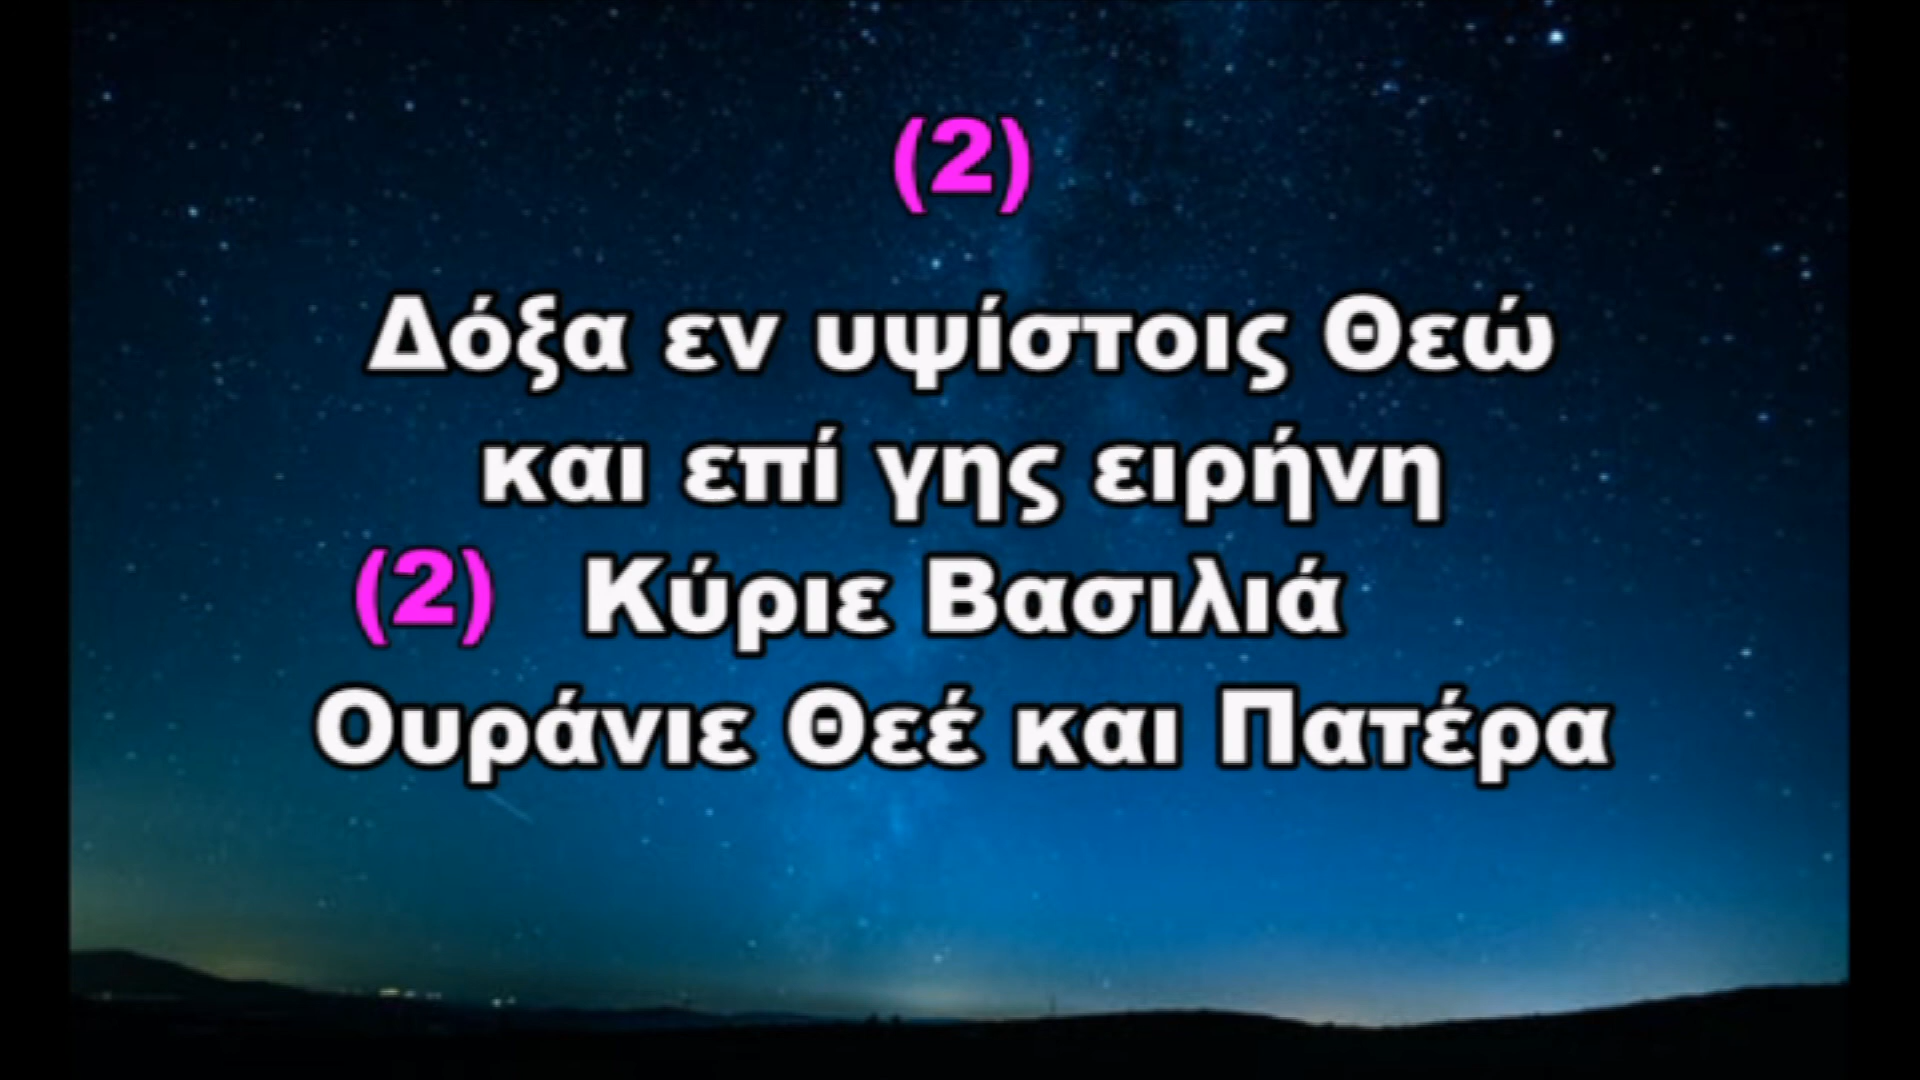 (2)
Δόξα εν υψίστοις Θεώ
και επί γης ειρήνη
(2) Κύριε Βασιλιά
Ουράνιε Θεέ και Πατέρα